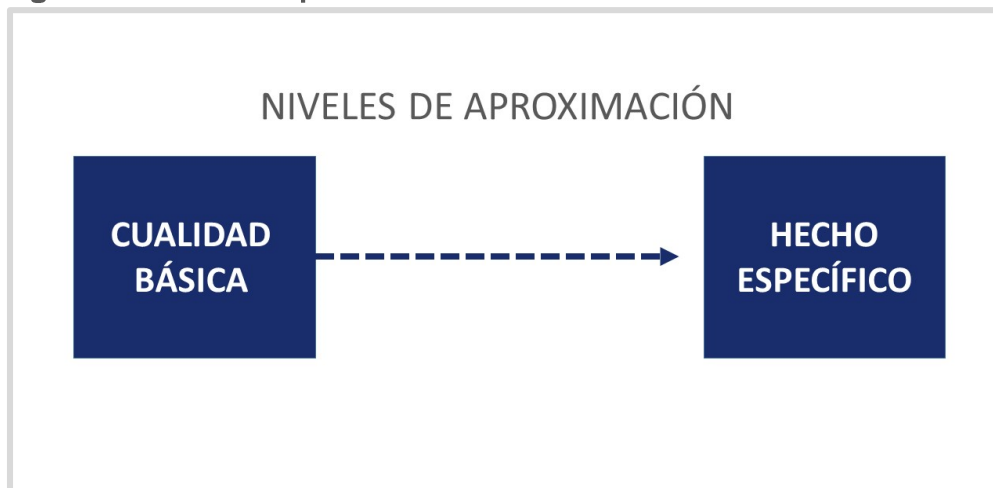 NIVELES DE APROXIMACIÓN
CUALIDAD
BÁSICA
HECHO
ESPECÍFICO